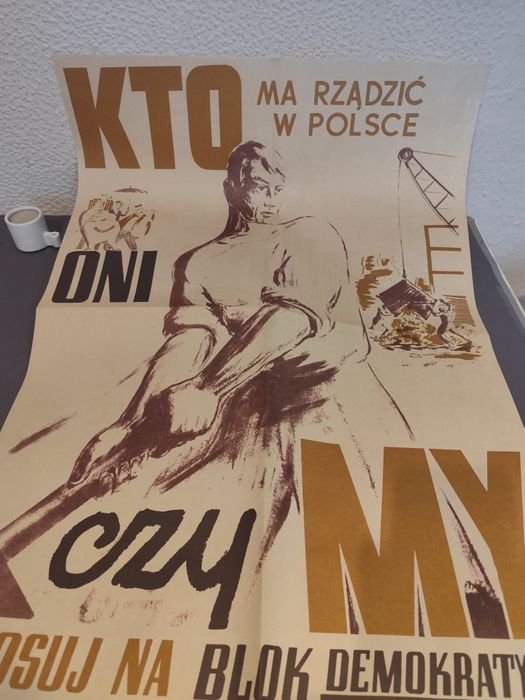 KTO MA RZĄDZIĆ
W POLSCE
ONI
czy MY
OSUJ NA BLOK DEMOKRATY